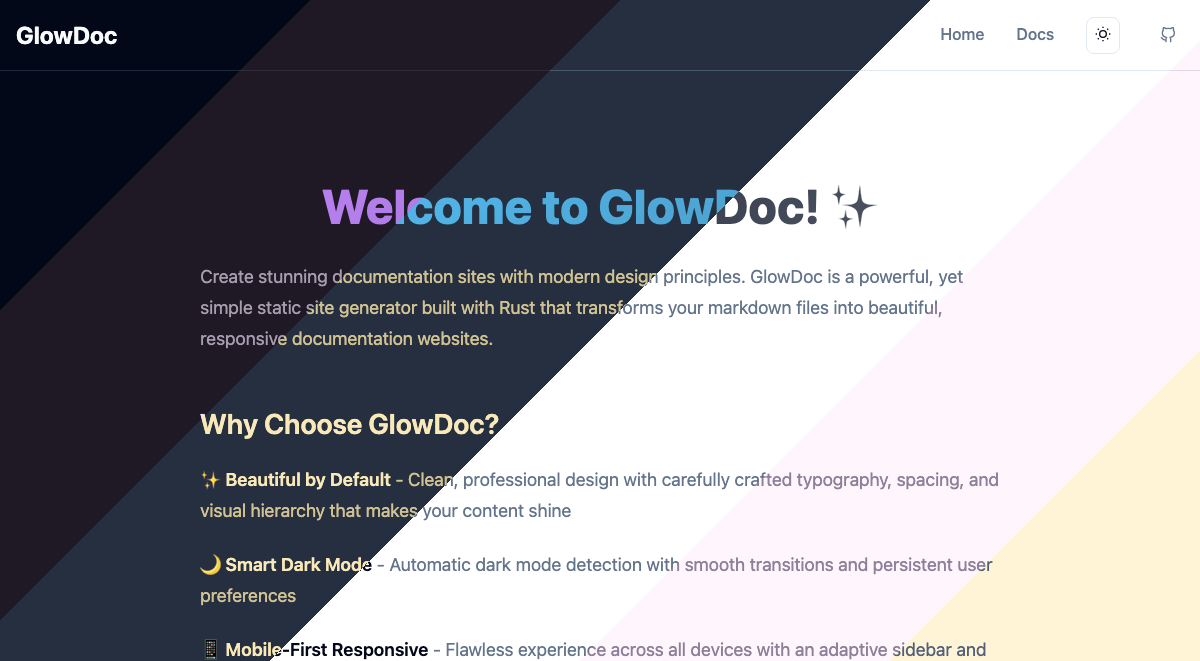 GlowDoc
Home Docs
Welcome to GlowDoc! ✨
Create stunning documentation sites with modern design principles. GlowDoc is a powerful, yet
simple static site generator built with Rust that transforms your markdown files into beautiful,
responsive documentation websites.
Why Choose GlowDoc?
✨ Beautiful by Default - Clean, professional design with carefully crafted typography, spacing, and
visual hierarchy that makes your content shine
🌙 Smart Dark Mode - Automatic dark mode detection with smooth transitions and persistent user
preferences
📱 Mobile-First Responsive - Flawless experience across all devices with an adaptive sidebar and